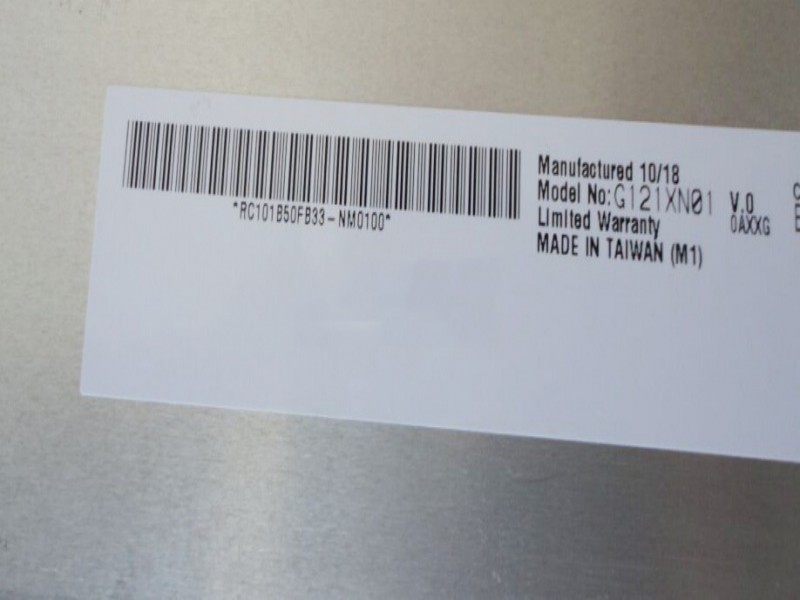 *RC101B50FB33-NM0100*
Manufactured 10/18
Model No:G121XN01 V.0
0AXXG
Limited Warranty
MADE IN TAIWAN (M1)